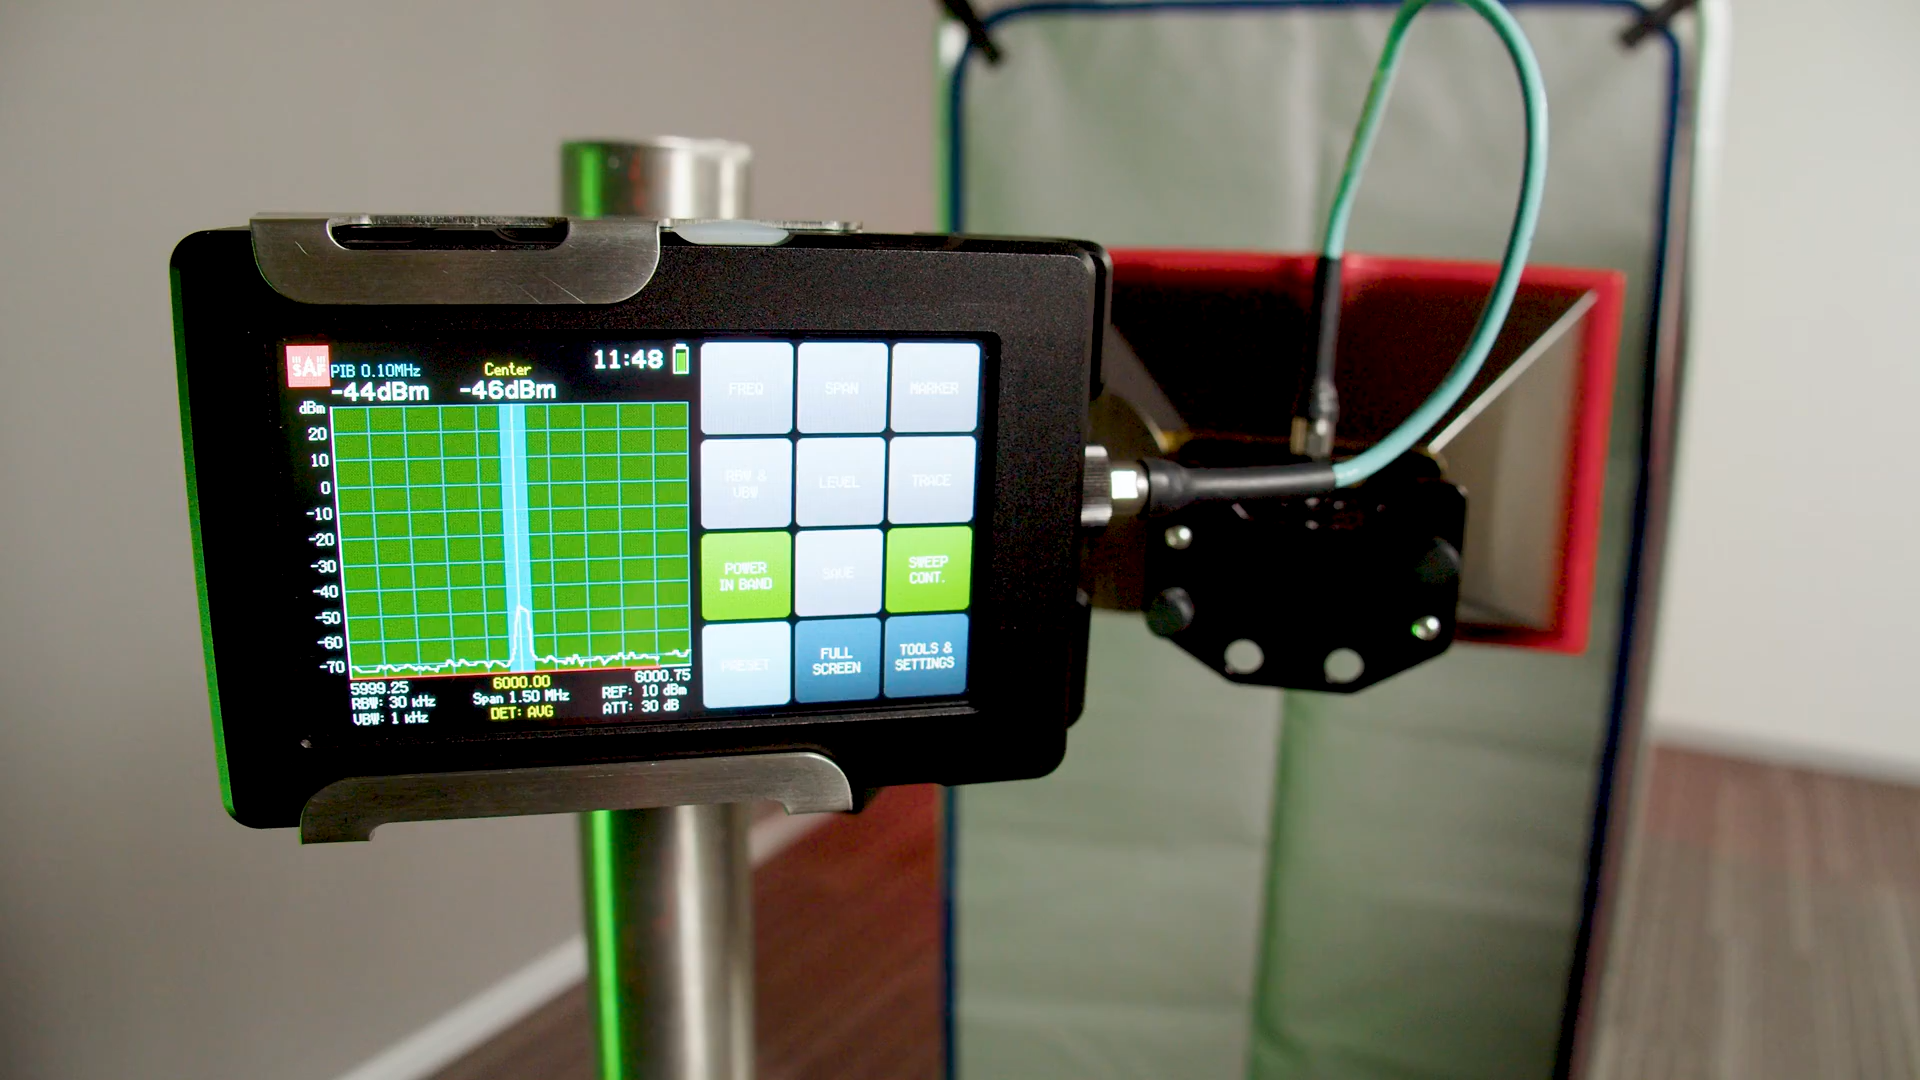 SAF
PIB 0.10MHz
-44dBm
Center
-46dBm
11:48
dBm
20
10
0
-10
-20
-30
-40
-50
-60
-70
5999.25
6000.00
6000.75
RBW: 30 kHz
Span 1.50 MHz
REF: 10 dBm
VBW: 1 kHz
DET: AVG
ATT: 30 dB
FREQ
SPAN
MARKER
RBW &
VBW
LEVEL
TRACE
POWER
IN BAND
SAVE
SWEEP
CONT.
PRESET
FULL
SCREEN
TOOLS &
SETTINGS